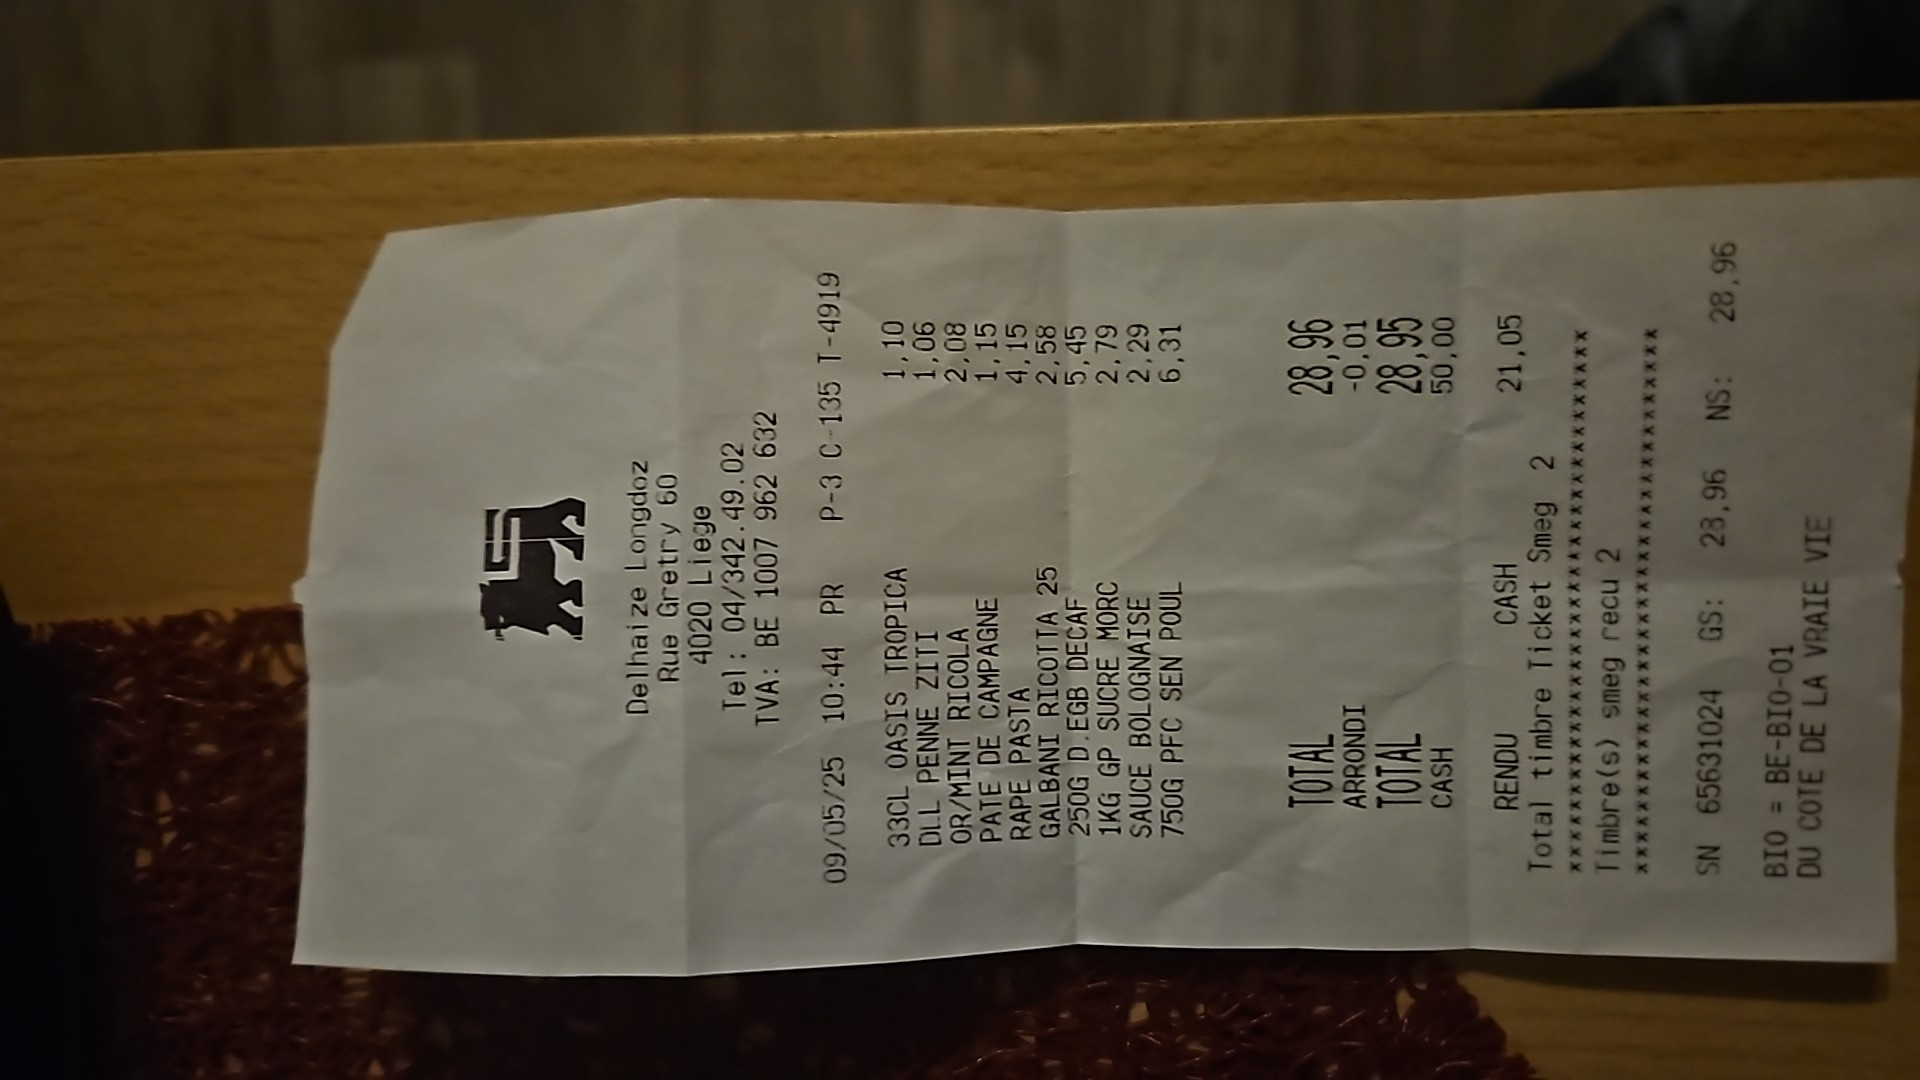 Delhaize Longdoz
Rue Gretry 60
4020 Liege
Tel: 04/342.49.02
TVA: BE 1007 962 632
09/05/25 10:44 PR P-3 C-135 T-4919
33CL OASIS TROPICA 1,10
DLL PENNE ZITI 1,06
OR/MINT RICOLA 2,08
PATE DE CAMPAGNE 1,15
RAPE PASTA 4,15
GALBANI RICOTTA 25 2,58
250G D.EGB DECAF 5,45
1KG GP SUCRE MORC 2,79
SAUCE BOLOGNAISE 2,29
750G PFC SEN POUL 6,31
TOTAL 28,96
ARRONDI -0,01
TOTAL 28,95
CASH 50,00
RENDU CASH 21,05
Total timbre Ticket Smeg 2
xxxxxxxxxxxxxxxxxxxxxxxxxxxxxxxxxxxxxx
Timbre(s) smeg recu 2
xxxxxxxxxxxxxxxxxxxxxxxxxxxxxxxxxxxxxx
SN 65631024 GS: 28,96 NS: 28,96
BIO = BE-BIO-01
DU COTE DE LA VRAIE VIE